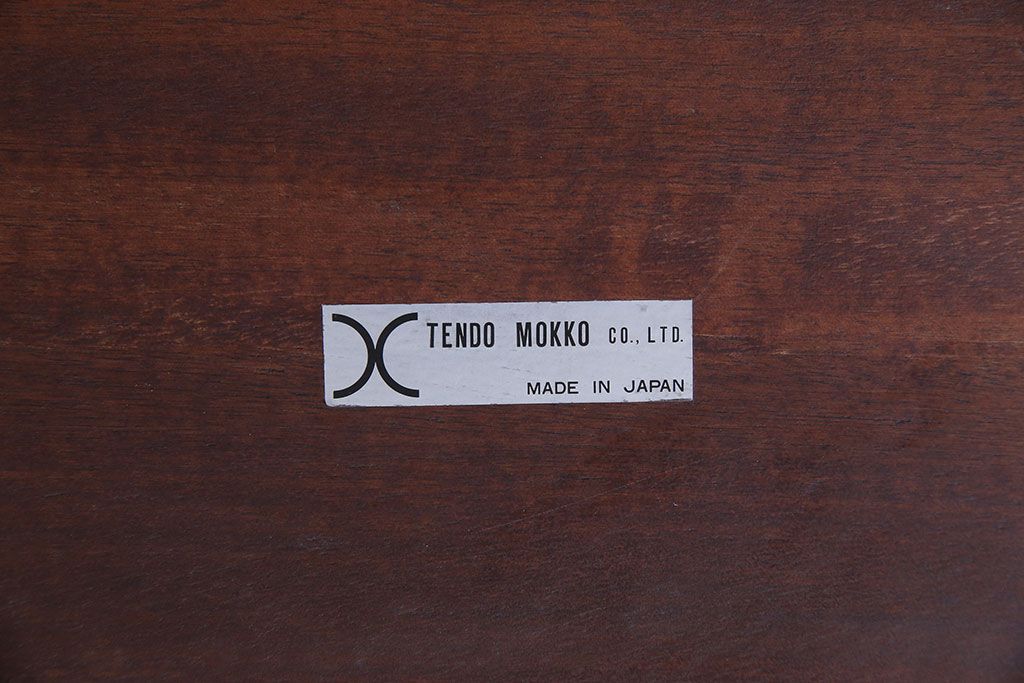 TENDO MOKKO CO., LTD.
MADE IN JAPAN